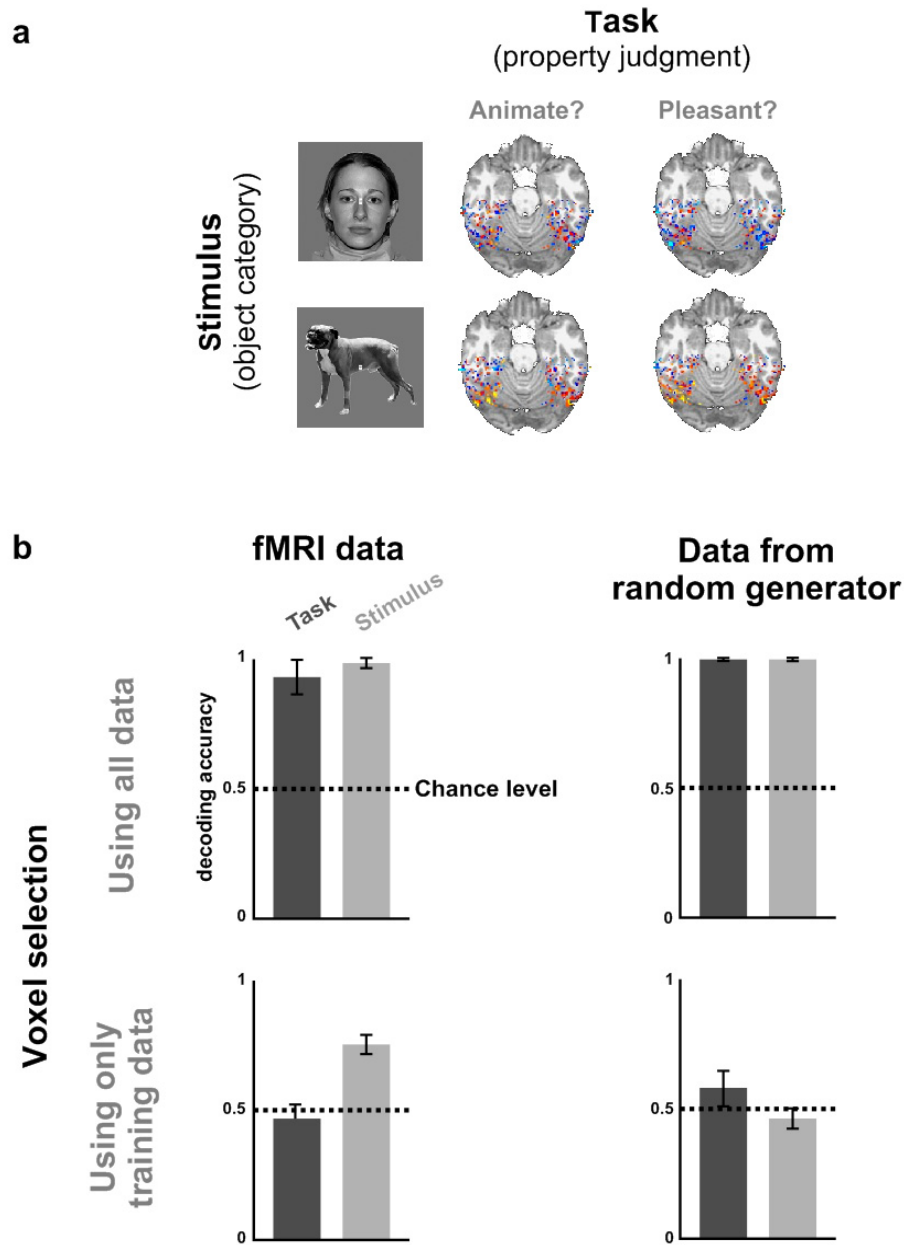 a
Task
(property judgment)
Animate?
Pleasant?
Stimulus
(object category)
b
fMRI data
Data from
random generator
Task
Stimulus
Voxel selection
Using all data
decoding accuracy
1
0.5
0
Chance level
1
0.5
0
Using only
training data
1
0.5
0
1
0.5
0